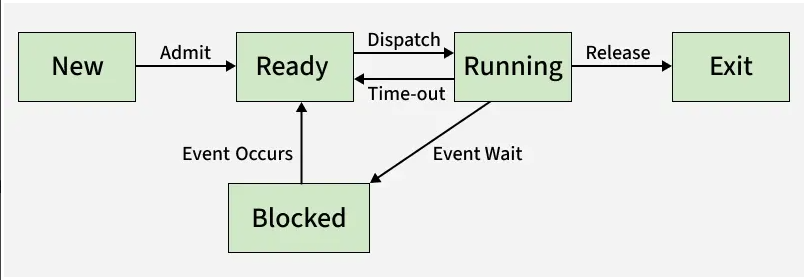 New
Admit
Ready
Dispatch
Time-out
Running
Release
Exit
Event Occurs
Event Wait
Blocked